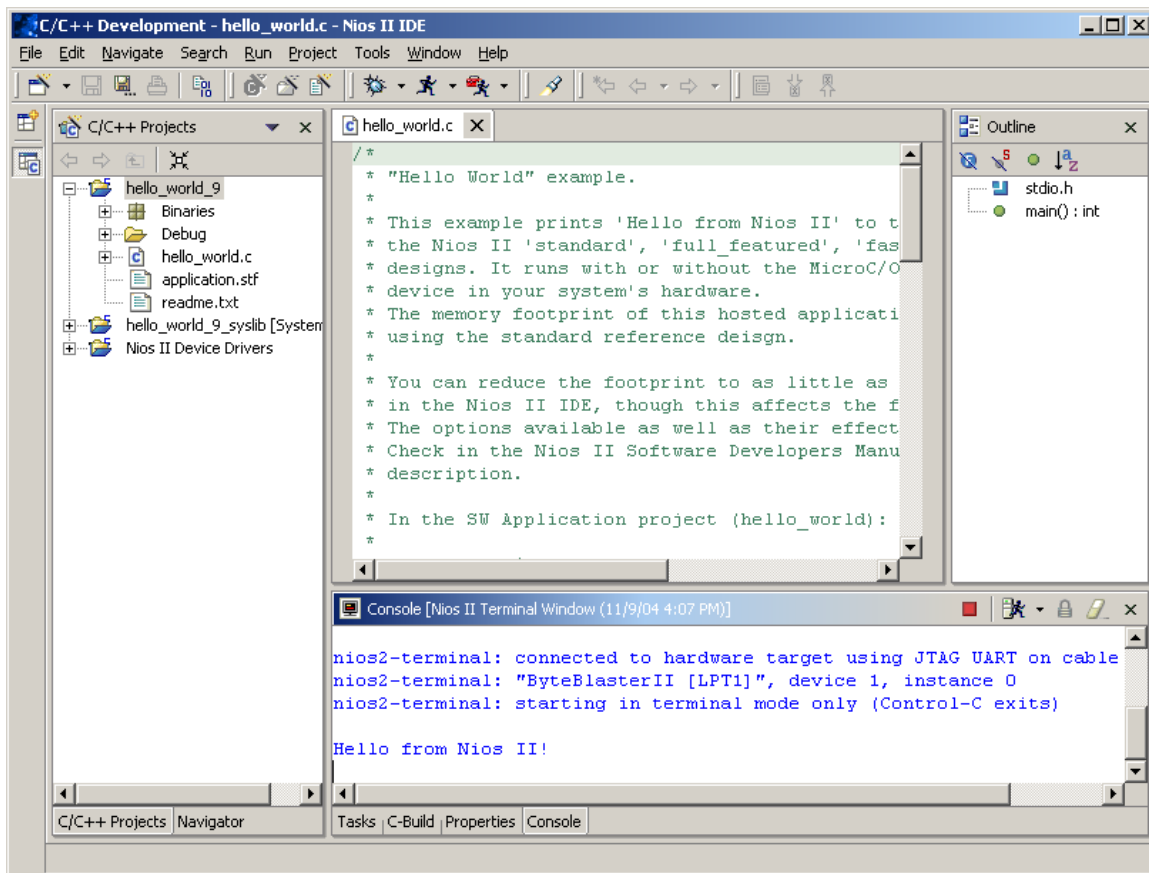 C/C++ Development - hello_world.c - Nios II IDE
File Edit Navigate Search Run Project Tools Window Help
C/C++ Projects
hello_world_9
Binaries
Debug
hello_world.c
application.stf
readme.txt
hello_world_9_syslib [System
Nios II Device Drivers
C/C++ Projects Navigator
hello_world.c
/*
* "Hello World" example.
*
* This example prints 'Hello from Nios II' to t
* the Nios II 'standard', 'full_featured', 'fas
* designs. It runs with or without the MicroC/O
* device in your system's hardware.
* The memory footprint of this hosted applicati
* using the standard reference deisgn.
*
* You can reduce the footprint to as little as
* in the Nios II IDE, though this affects the f
* The options available as well as their effect
* Check in the Nios II Software Developers Manu
* description.
*
* In the SW Application project (hello_world):
*
Outline
stdio.h
main() : int
Console [Nios II Terminal Window (11/9/04 4:07 PM)]
nios2-terminal: connected to hardware target using JTAG UART on cable
nios2-terminal: "ByteBlasterII [LPT1]", device 1, instance 0
nios2-terminal: starting in terminal mode only (Control-C exits)
Hello from Nios II!
Tasks C-Build Properties Console